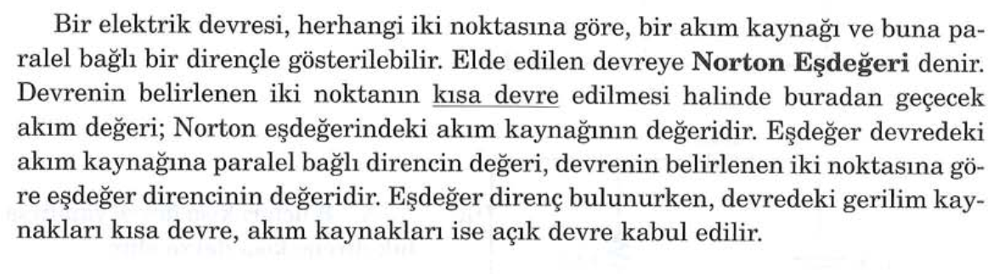 Bir elektrik devresi, herhangi iki noktasına göre, bir akım kaynağı ve buna pa-
ralel bağlı bir dirençle gösterilebilir. Elde edilen devreye Norton Eşdeğeri denir.
Devrenin belirlenen iki noktanın kısa devre edilmesi halinde buradan geçecek
akım değeri; Norton eşdeğerindeki akım kaynağının değeridir. Eşdeğer devredeki
akım kaynağına paralel bağlı direncin değeri, devrenin belirlenen iki noktasına gö-
re eşdeğer direncinin değeridir. Eşdeğer direnç bulunurken, devredeki gerilim kay-
nakları kısa devre, akım kaynakları ise açık devre kabul edilir.